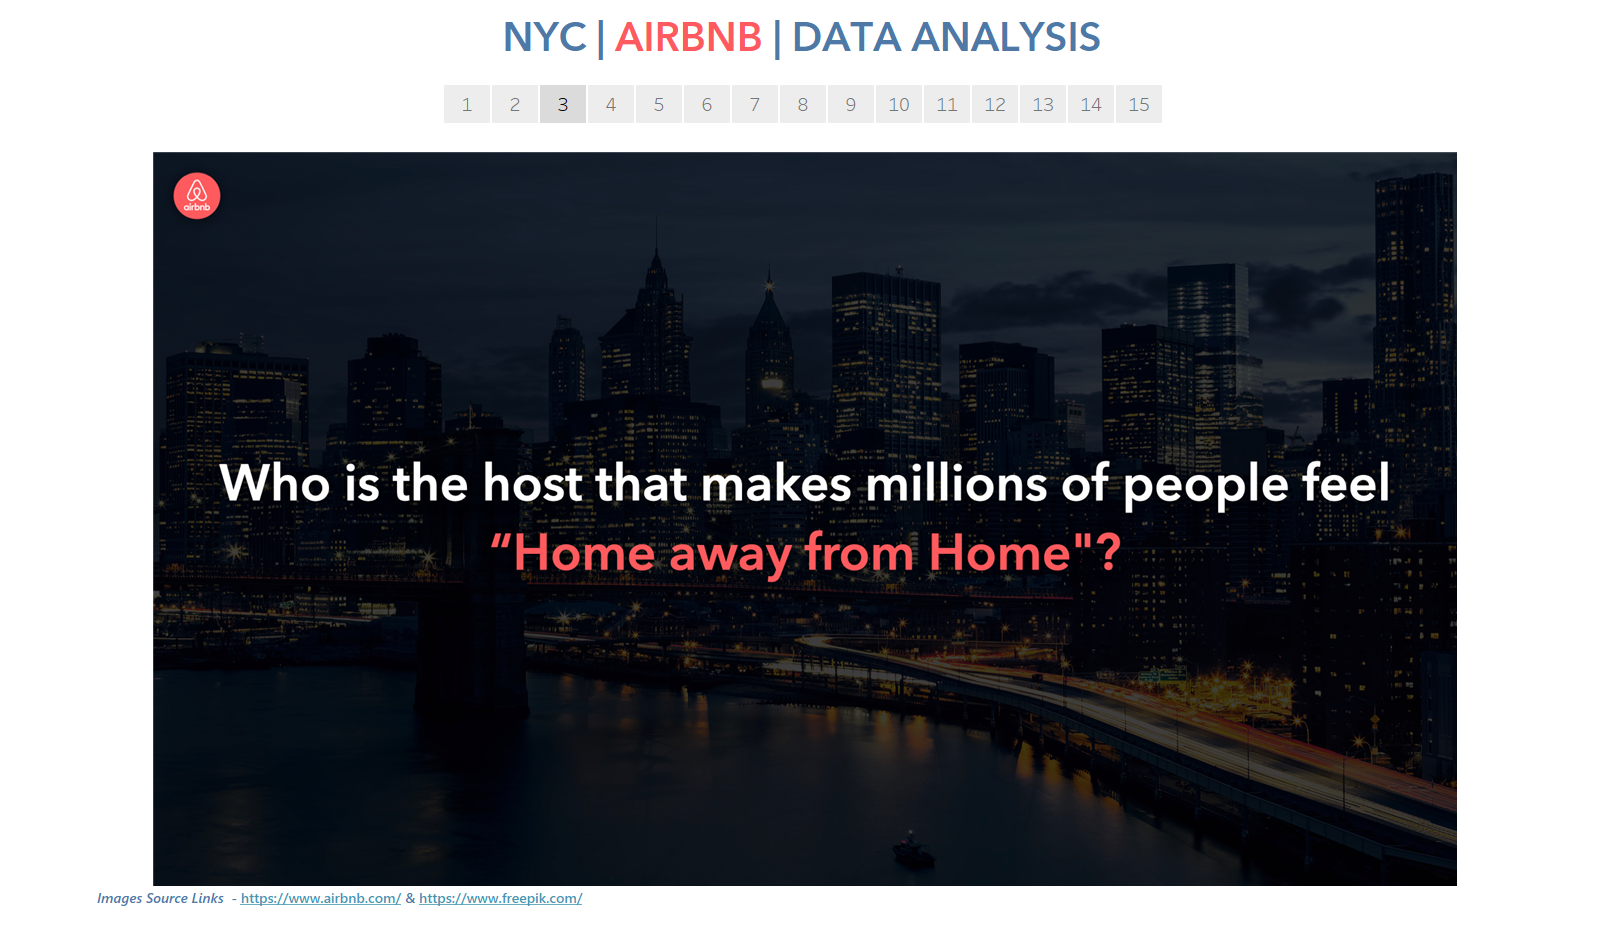 NYC | AIRBNB | DATA ANALYSIS
1 2 3 4 5 6 7 8 9 10 11 12 13 14 15
airbnb
Who is the host that makes millions of people feel
“Home away from Home"?
Images Source Links - https://www.airbnb.com/ & https://www.freepik.com/